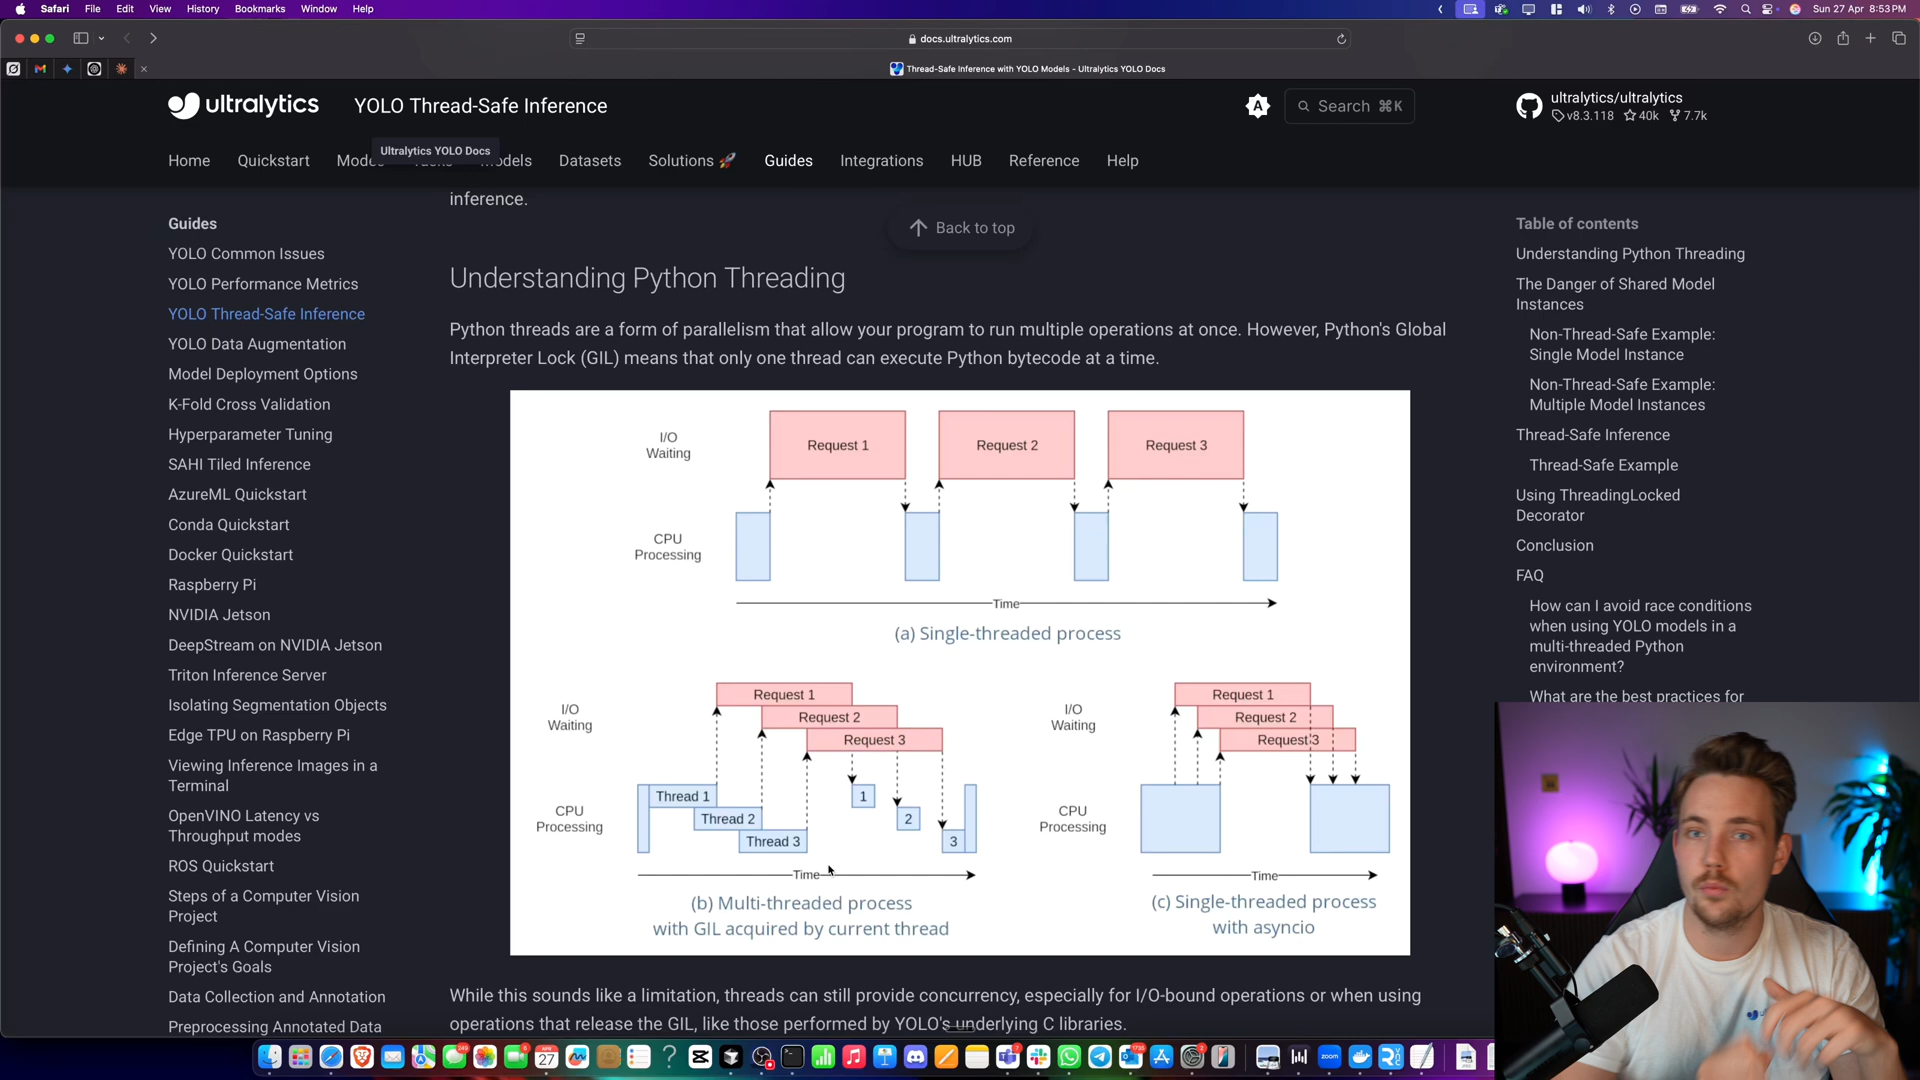 Safari File Edit View History Bookmarks Window Help
Sun 27 Apr 8:53 PM
docs.ultralytics.com
Thread-Safe Inference with YOLO Models - Ultralytics YOLO Docs
ultralytics
YOLO Thread-Safe Inference
Search ⌘K
ultralytics/ultralytics
v8.3.118 40k 7.7k
Ultralytics YOLO Docs
Home Quickstart Datasets Solutions 🚀 Guides Integrations HUB Reference Help
Guides
YOLO Common Issues
YOLO Performance Metrics
YOLO Thread-Safe Inference
YOLO Data Augmentation
Model Deployment Options
K-Fold Cross Validation
Hyperparameter Tuning
SAHI Tiled Inference
AzureML Quickstart
Conda Quickstart
Docker Quickstart
Raspberry Pi
NVIDIA Jetson
DeepStream on NVIDIA Jetson
Triton Inference Server
Isolating Segmentation Objects
Edge TPU on Raspberry Pi
Viewing Inference Images in a
Terminal
OpenVINO Latency vs
Throughput modes
ROS Quickstart
Steps of a Computer Vision
Project
Defining A Computer Vision
Project's Goals
Data Collection and Annotation
Preprocessing Annotated Data
inference.
Back to top
Understanding Python Threading
Python threads are a form of parallelism that allow your program to run multiple operations at once. However, Python's Global
Interpreter Lock (GIL) means that only one thread can execute Python bytecode at a time.
I/O
Waiting
Request 1
Request 2
Request 3
CPU
Processing
Time
(a) Single-threaded process
I/O
Waiting
Request 1
Request 2
Request 3
CPU
Processing
Thread 1
Thread 2
Thread 3
1
2
3
Time
(b) Multi-threaded process
with GIL acquired by current thread
I/O
Waiting
Request 1
Request 2
Request 3
CPU
Processing
Time
(c) Single-threaded process
with asyncio
While this sounds like a limitation, threads can still provide concurrency, especially for I/O-bound operations or when using
operations that release the GIL, like those performed by YOLO's underlying C libraries.
Table of contents
Understanding Python Threading
The Danger of Shared Model
Instances
Non-Thread-Safe Example:
Single Model Instance
Non-Thread-Safe Example:
Multiple Model Instances
Thread-Safe Inference
Thread-Safe Example
Using ThreadingLocked
Decorator
Conclusion
FAQ
How can I avoid race conditions
when using YOLO models in a
multi-threaded Python
environment?
What are the best practices for
APR
27
zoom